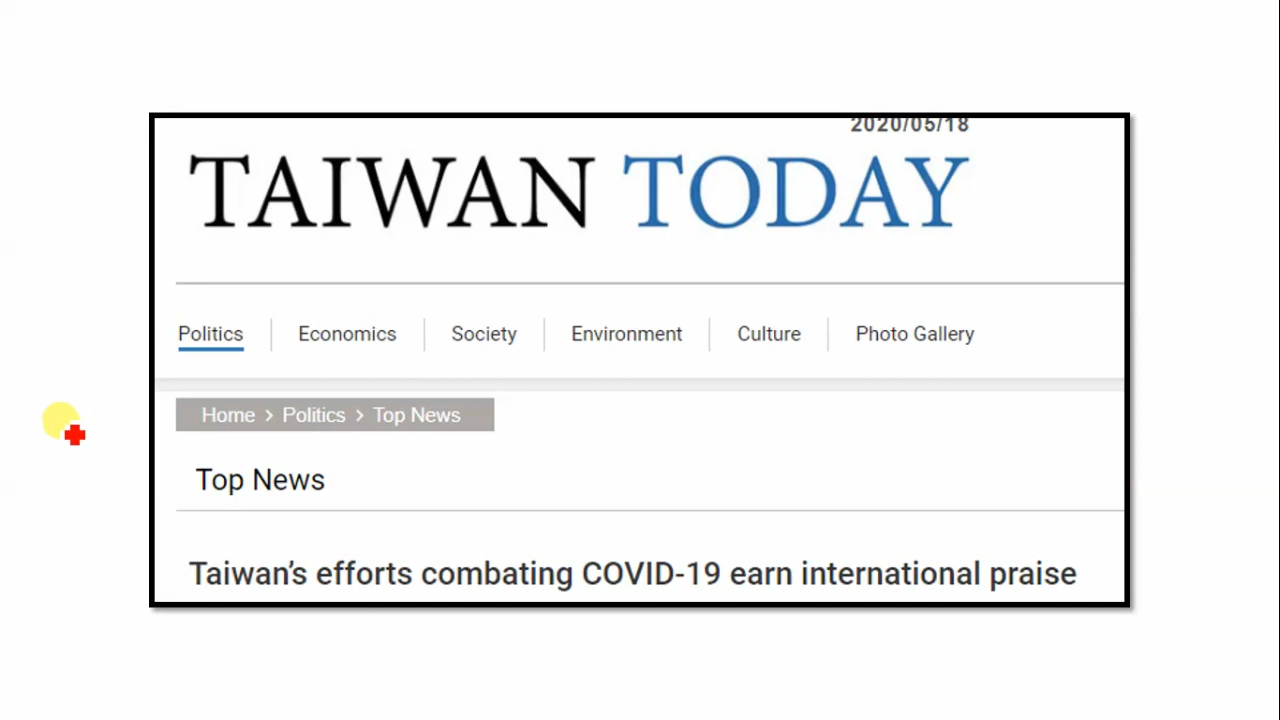 2020/05/18
TAIWAN TODAY
Politics Economics Society Environment Culture Photo Gallery
Home > Politics > Top News
Top News
Taiwan’s efforts combating COVID-19 earn international praise